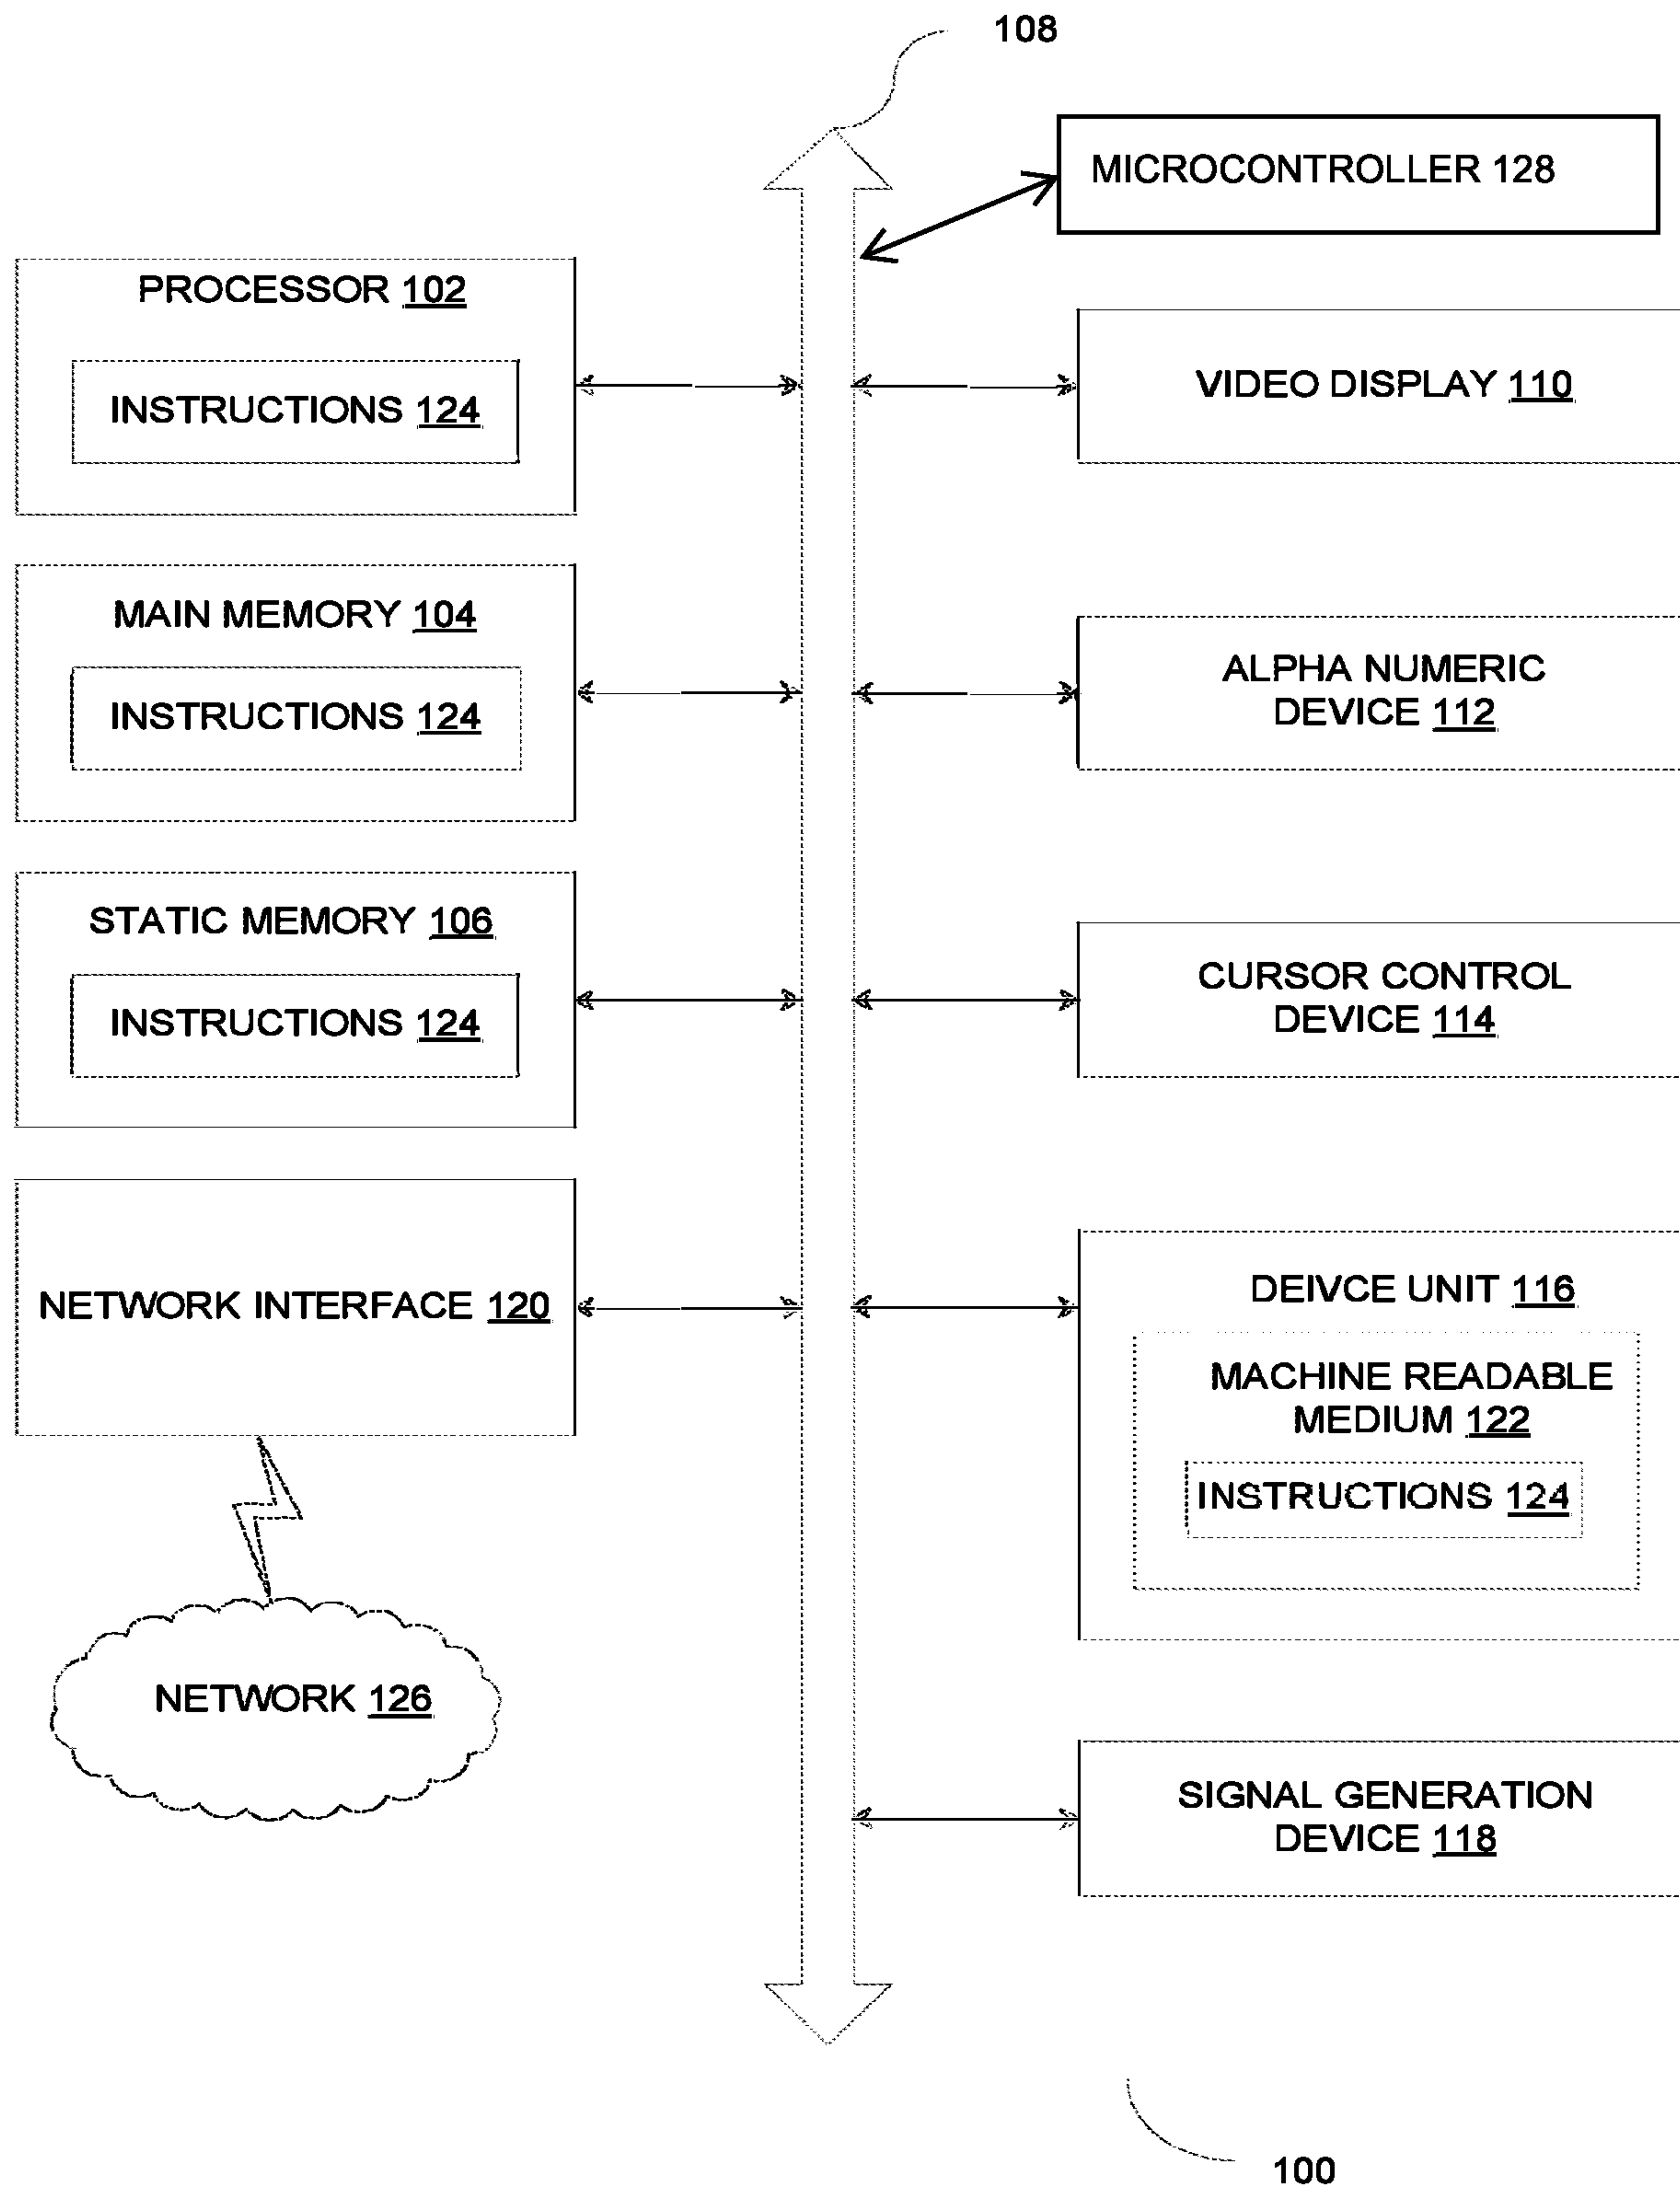 108
MICROCONTROLLER 128
PROCESSOR 102
INSTRUCTIONS 124
VIDEO DISPLAY 110
MAIN MEMORY 104
INSTRUCTIONS 124
ALPHA NUMERIC
DEVICE 112
STATIC MEMORY 106
INSTRUCTIONS 124
CURSOR CONTROL
DEVICE 114
NETWORK INTERFACE 120
DEIVCE UNIT 116
MACHINE READABLE
MEDIUM 122
INSTRUCTIONS 124
NETWORK 126
SIGNAL GENERATION
DEVICE 118
100